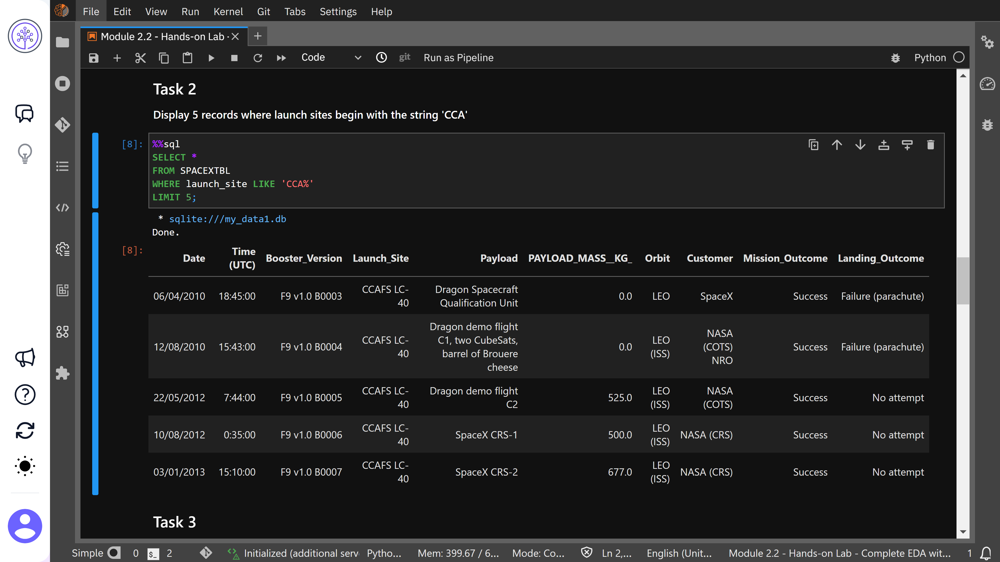 File Edit View Run Kernel Git Tabs Settings Help
Module 2.2 - Hands-on Lab -
Code git Run as Pipeline Python
Task 2
Display 5 records where launch sites begin with the string 'CCA'
[8]: %%sql
SELECT *
FROM SPACEXTBL
WHERE launch_site LIKE 'CCA%'
LIMIT 5;
* sqlite:///my_data1.db
Done.
[8]:
Date Time (UTC) Booster_Version Launch_Site Payload PAYLOAD_MASS__KG_ Orbit Customer Mission_Outcome Landing_Outcome
06/04/2010 18:45:00 F9 v1.0 B0003 CCAFS LC-40 Dragon Spacecraft Qualification Unit 0.0 LEO SpaceX Success Failure (parachute)
12/08/2010 15:43:00 F9 v1.0 B0004 CCAFS LC-40 Dragon demo flight C1, two CubeSats, barrel of Brouere cheese 0.0 LEO (ISS) NASA (COTS) NRO Success Failure (parachute)
22/05/2012 7:44:00 F9 v1.0 B0005 CCAFS LC-40 Dragon demo flight C2 525.0 LEO (ISS) NASA (COTS) Success No attempt
10/08/2012 0:35:00 F9 v1.0 B0006 CCAFS LC-40 SpaceX CRS-1 500.0 LEO (ISS) NASA (CRS) Success No attempt
03/01/2013 15:10:00 F9 v1.0 B0007 CCAFS LC-40 SpaceX CRS-2 677.0 LEO (ISS) NASA (CRS) Success No attempt
Task 3
Simple 0 $_ 2 Initialized (additional serv Pytho... Mem: 399.67 / 6... Mode: Co... Ln 2,... English (Unit... Module 2.2 - Hands-on Lab - Complete EDA wit... 1